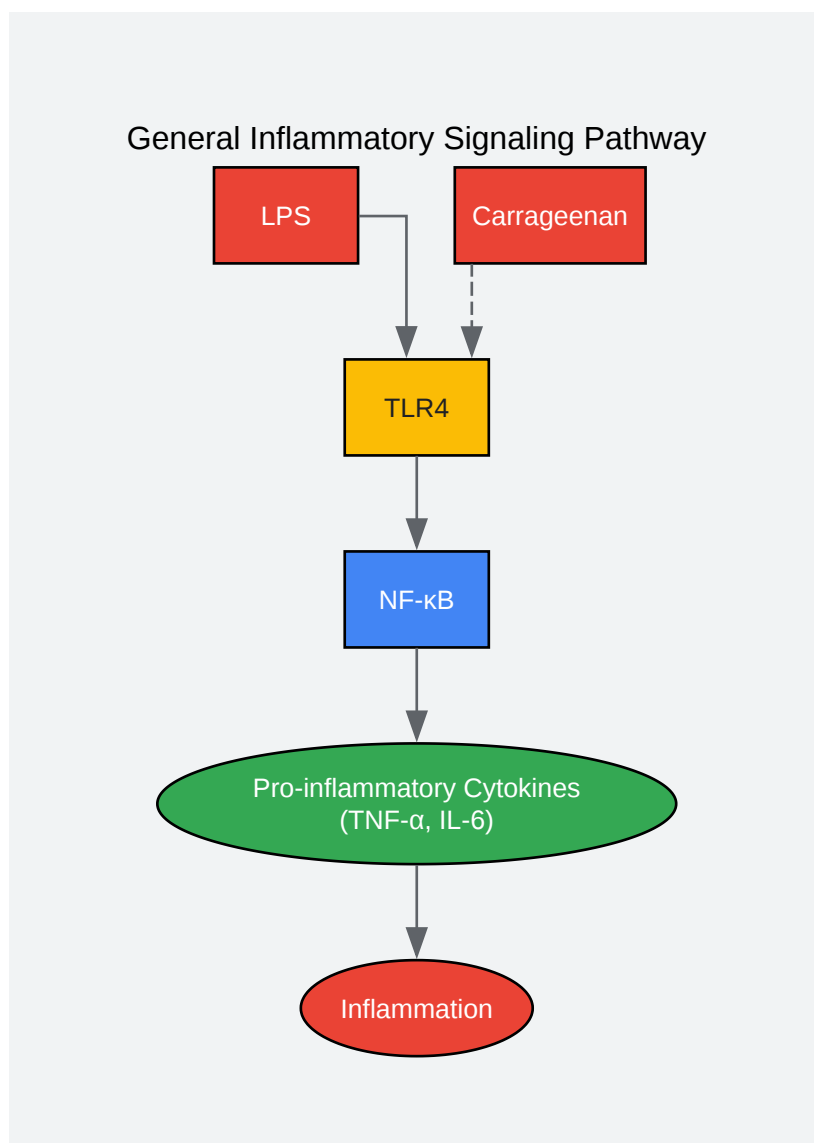 General Inflammatory Signaling Pathway
LPS
Carrageenan
TLR4
NF-κB
Pro-inflammatory Cytokines
(TNF-α, IL-6)
Inflammation